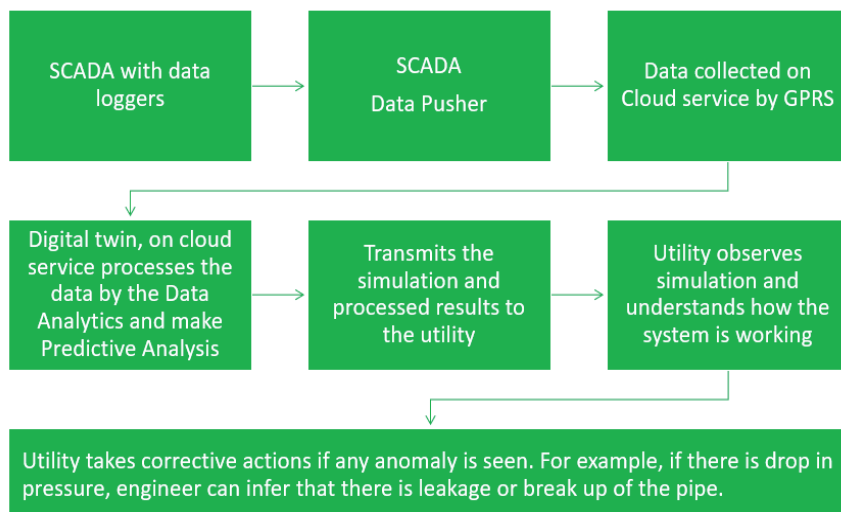 SCADA with data
loggers
SCADA
Data Pusher
Data collected on
Cloud service by GPRS
Digital twin, on cloud
service processes the
data by the Data
Analytics and make
Predictive Analysis
Transmits the
simulation and
processed results to
the utility
Utility observes
simulation and
understands how the
system is working
Utility takes corrective actions if any anomaly is seen. For example, if there is drop in
pressure, engineer can infer that there is leakage or break up of the pipe.